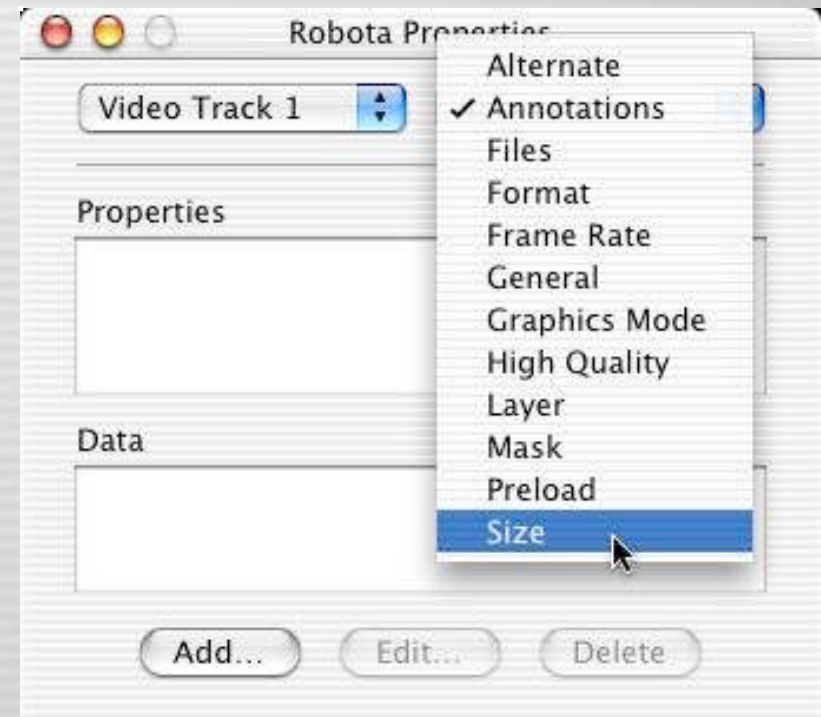 Robota Properties
Video Track 1
Alternate
✓ Annotations
Files
Format
Frame Rate
General
Graphics Mode
High Quality
Layer
Mask
Preload
Size
Properties
Data
Add...
Edit...
Delete